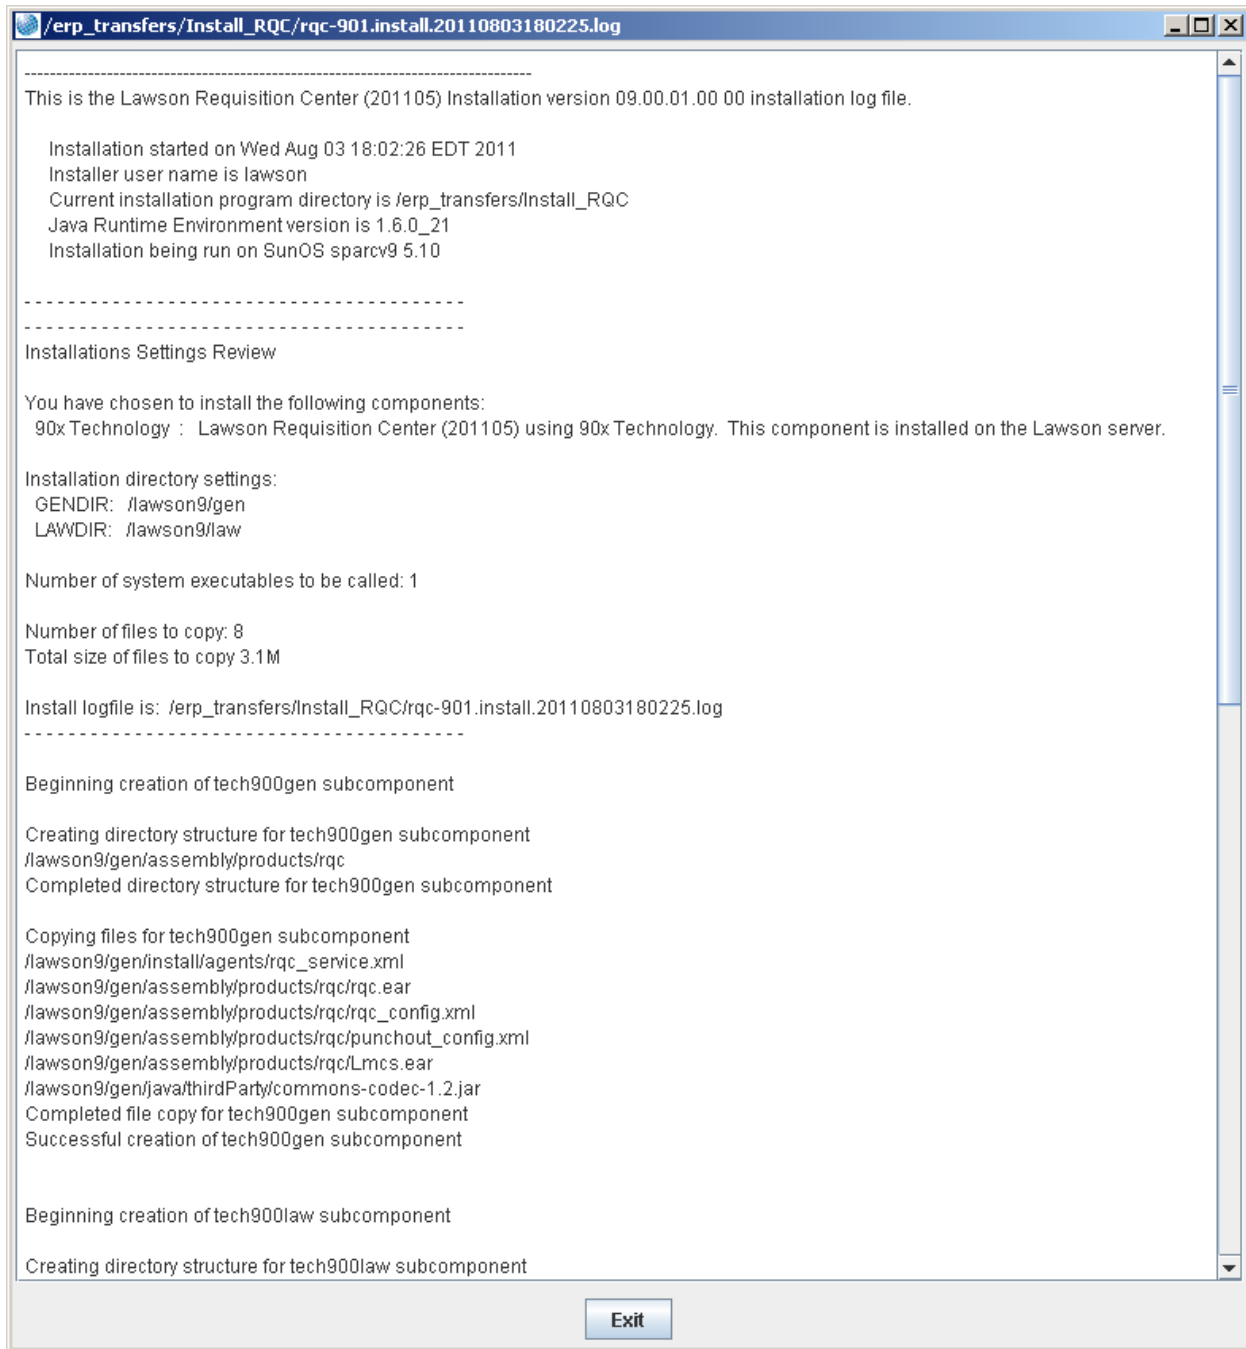 /erp_transfers/Install_RQC/rqc-901.install.20110803180225.log
--------------------------------------------------------------------------------
This is the Lawson Requisition Center (201105) Installation version 09.00.01.00 00 installation log file.
Installation started on Wed Aug 03 18:02:26 EDT 2011
Installer user name is lawson
Current installation program directory is /erp_transfers/Install_RQC
Java Runtime Environment version is 1.6.0_21
Installation being run on SunOS sparcv9 5.10
- - - - - - - - - - - - - - - - - - - - - - - - - - - - - - - - - - - - - - - -
- - - - - - - - - - - - - - - - - - - - - - - - - - - - - - - - - - - - - - - -
Installations Settings Review
You have chosen to install the following components:
90x Technology : Lawson Requisition Center (201105) using 90x Technology. This component is installed on the Lawson server.
Installation directory settings:
GENDIR: /lawson9/gen
LAWDIR: /lawson9/law
Number of system executables to be called: 1
Number of files to copy: 8
Total size of files to copy 3.1M
Install logfile is: /erp_transfers/Install_RQC/rqc-901.install.20110803180225.log
- - - - - - - - - - - - - - - - - - - - - - - - - - - - - - - - - - - - - - - -
Beginning creation of tech900gen subcomponent
Creating directory structure for tech900gen subcomponent
/lawson9/gen/assembly/products/rqc
Completed directory structure for tech900gen subcomponent
Copying files for tech900gen subcomponent
/lawson9/gen/install/agents/rqc_service.xml
/lawson9/gen/assembly/products/rqc/rqc.ear
/lawson9/gen/assembly/products/rqc/rqc_config.xml
/lawson9/gen/assembly/products/rqc/punchout_config.xml
/lawson9/gen/assembly/products/rqc/Lmcs.ear
/lawson9/gen/java/thirdParty/commons-codec-1.2.jar
Completed file copy for tech900gen subcomponent
Successful creation of tech900gen subcomponent
Beginning creation of tech900law subcomponent
Creating directory structure for tech900law subcomponent
Exit